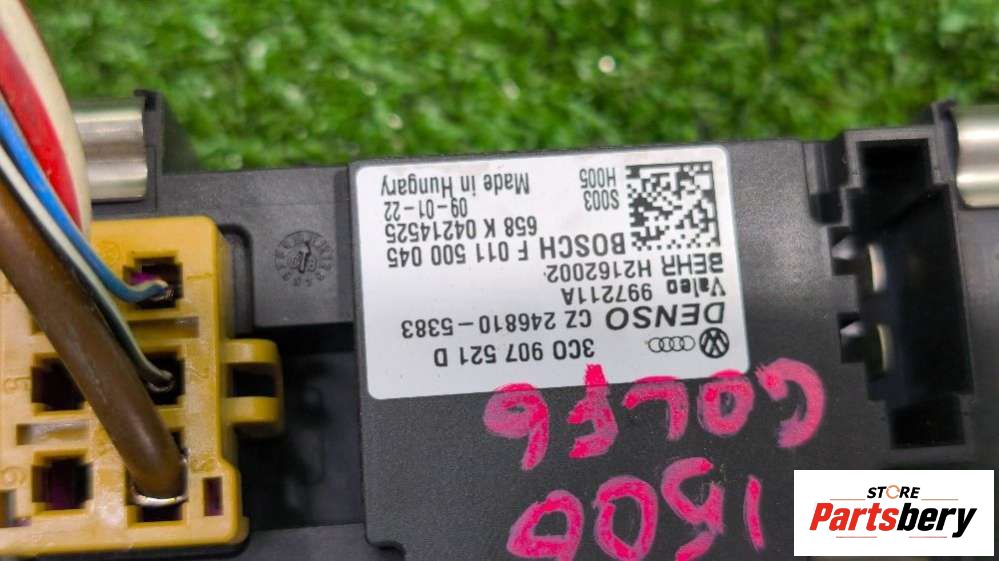 3C0 907 521 D
DENSO CZ 246810-5383
Valeo 997211A
BEHR H2162002
BOSCH F 011 500 045
658 K 04214525
09-01-22
Made in Hungary
S003
H005
GOLF6
1500
STORE
Partsbery